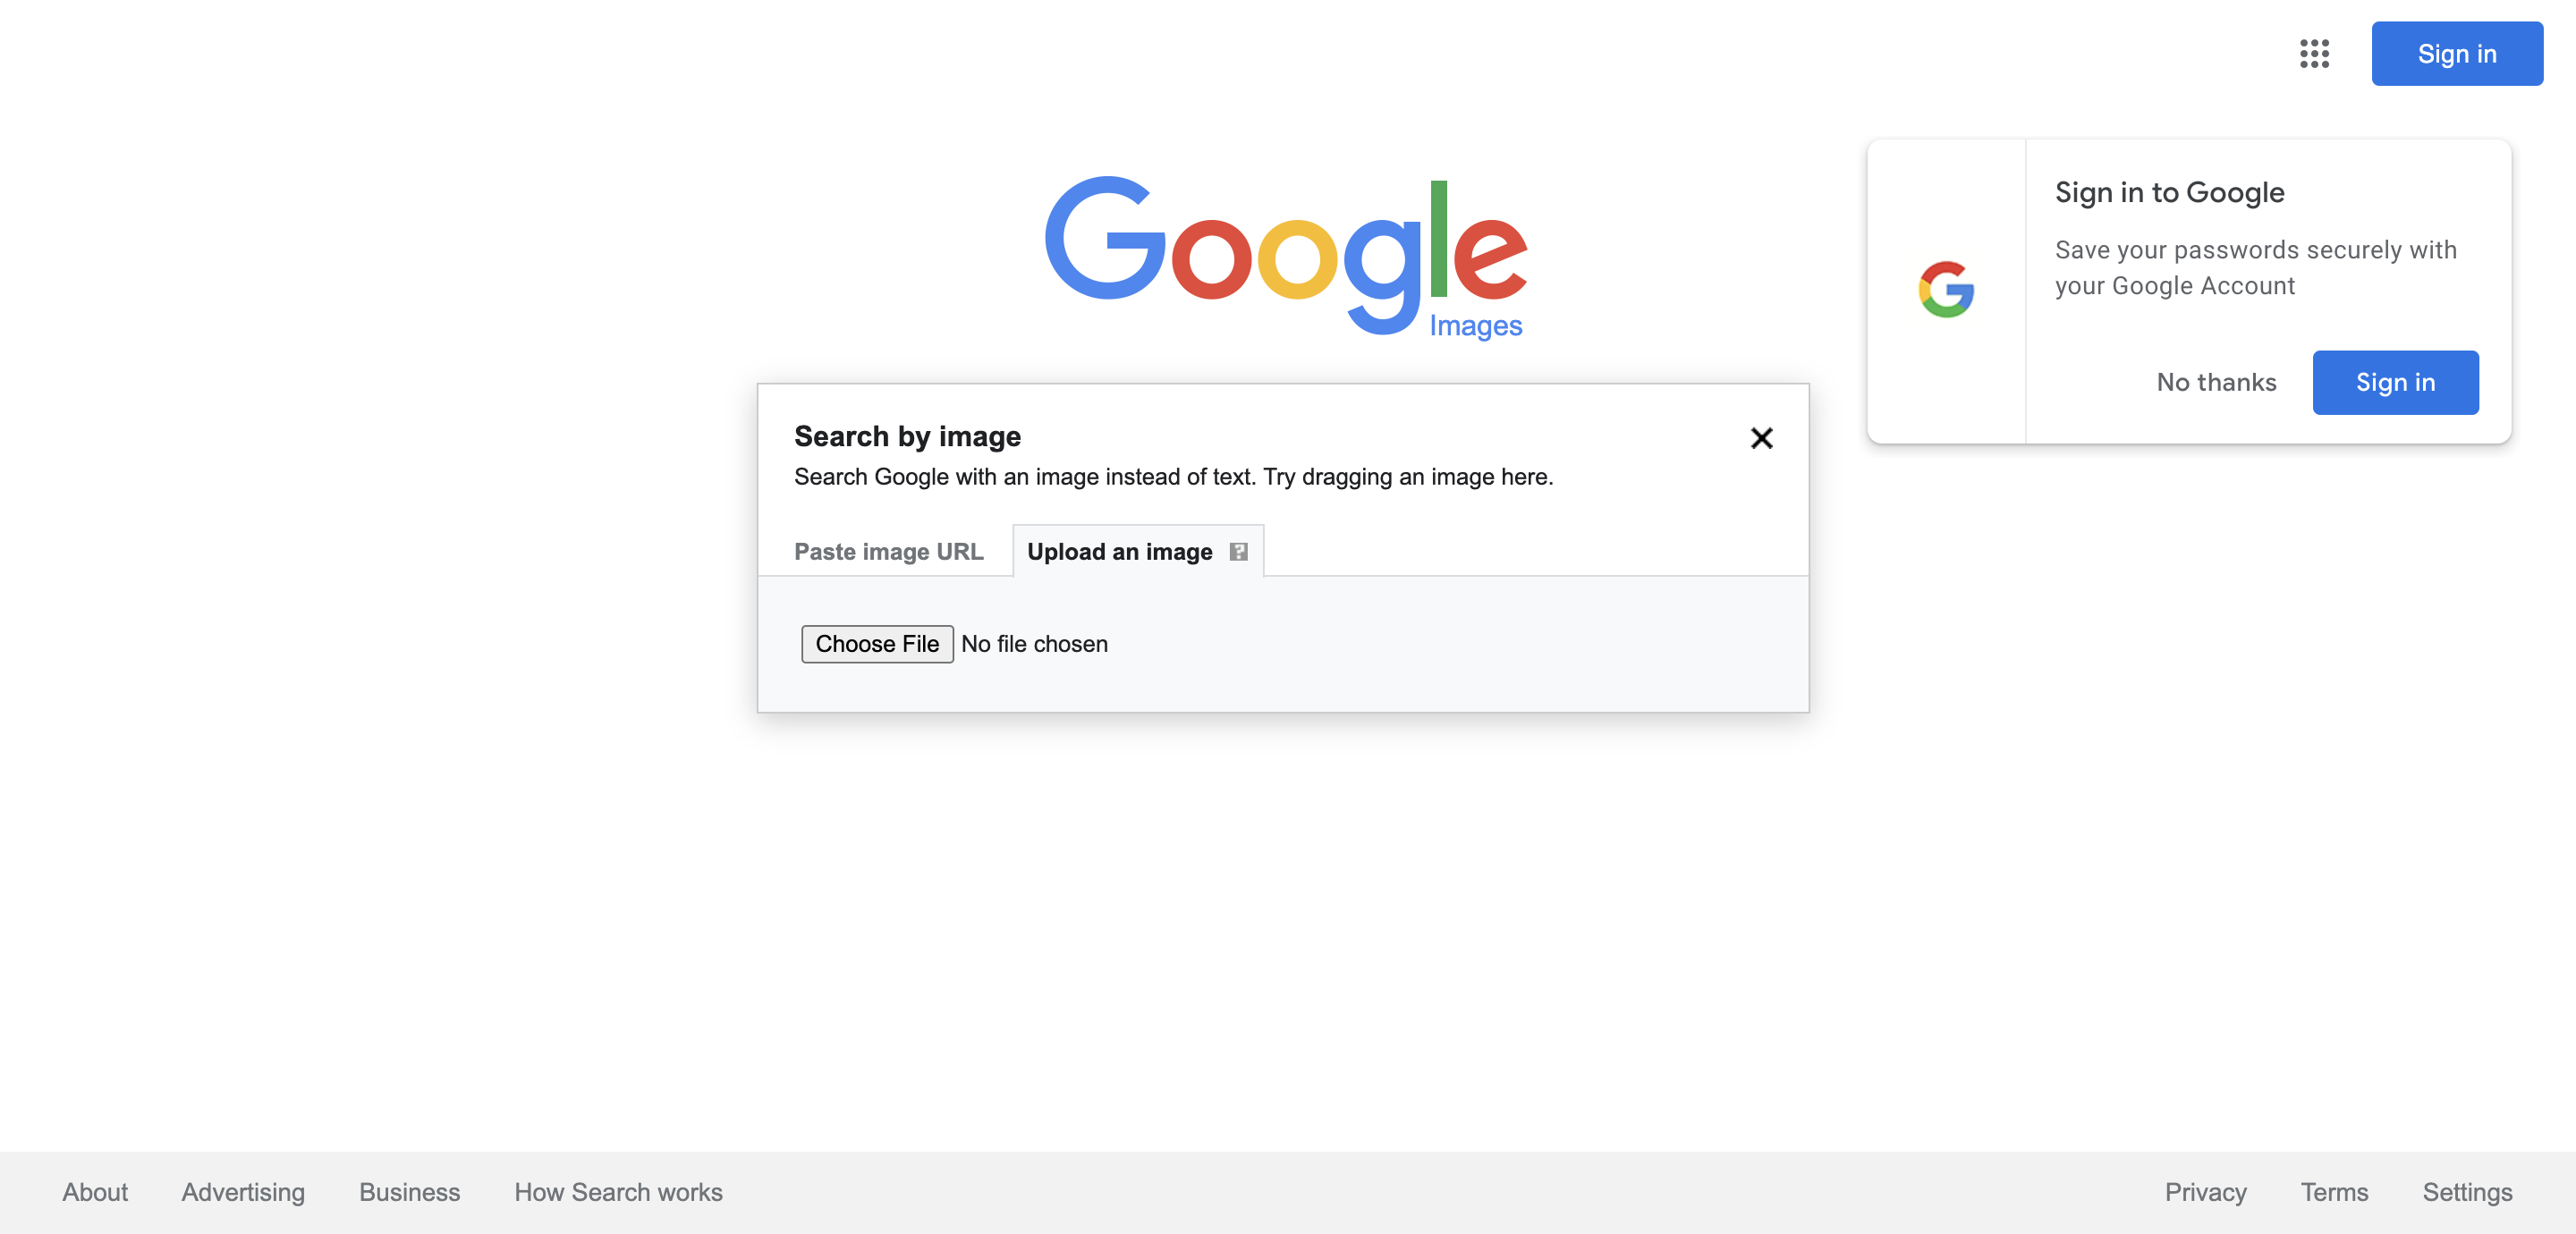 Sign in
Google
Images
Sign in to Google
Save your passwords securely with
your Google Account
No thanks
Sign in
Search by image
Search Google with an image instead of text. Try dragging an image here.
Paste image URL
Upload an image ?
Choose File No file chosen
About Advertising Business How Search works Privacy Terms Settings